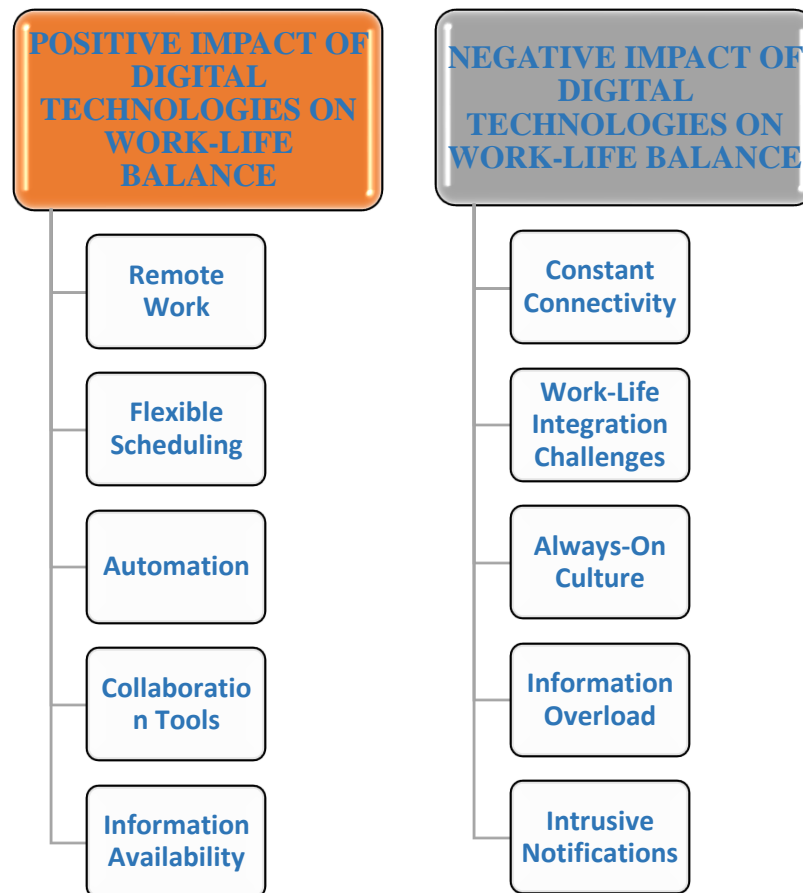 POSITIVE IMPACT OF
DIGITAL
TECHNOLOGIES ON
WORK-LIFE
BALANCE
Remote
Work
Flexible
Scheduling
Automation
Collaboratio
n Tools
Information
Availability
NEGATIVE IMPACT OF
DIGITAL
TECHNOLOGIES ON
WORK-LIFE BALANCE
Constant
Connectivity
Work-Life
Integration
Challenges
Always-On
Culture
Information
Overload
Intrusive
Notifications